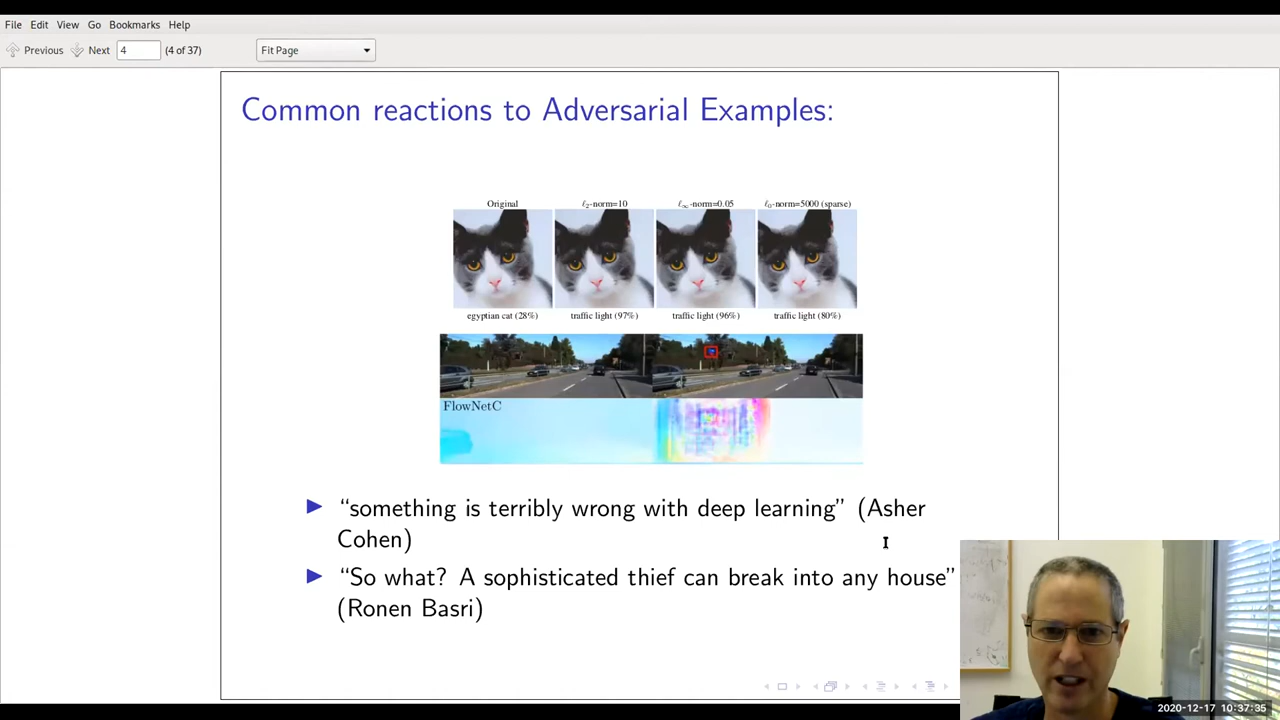 File Edit View Go Bookmarks Help
Previous Next 4 (4 of 37) Fit Page
Common reactions to Adversarial Examples:
Original ℓ₂-norm=10 ℓ∞-norm=0.05 ℓ₀-norm=5000 (sparse)
egyptian cat (28%) traffic light (97%) traffic light (96%) traffic light (80%)
FlowNetC
“something is terribly wrong with deep learning” (Asher
Cohen)
“So what? A sophisticated thief can break into any house”
(Ronen Basri)
2020-12-17 10:37:35